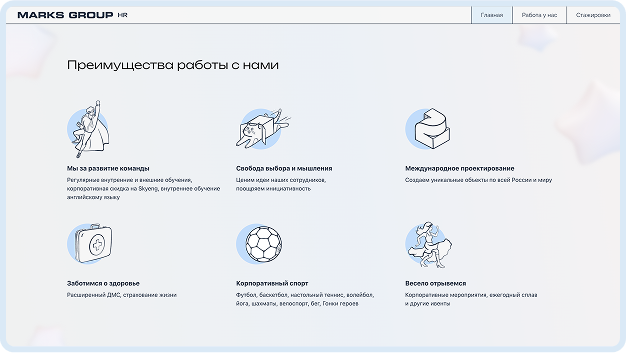 MARKS GROUP HR
Главная
Работа у нас
Стажировки
Преимущества работы с нами
Мы за развитие команды
Регулярные внутренние и внешние обучения,
корпоративная скидка на Skyeng, внутреннее обучение
английскому языку
Свобода выбора и мышления
Ценим идеи наших сотрудников,
поощряем инициативность
Международное проектирование
Создаем уникальные объекты по всей России и миру
Заботимся о здоровье
Расширенный ДМС, страхование жизни
Корпоративный спорт
Футбол, баскетбол, настольный теннис, волейбол,
йога, шахматы, велоспорт, бег, Гонки героев
Весело отрываемся
Корпоративные мероприятия, ежегодный сплав
и другие ивенты